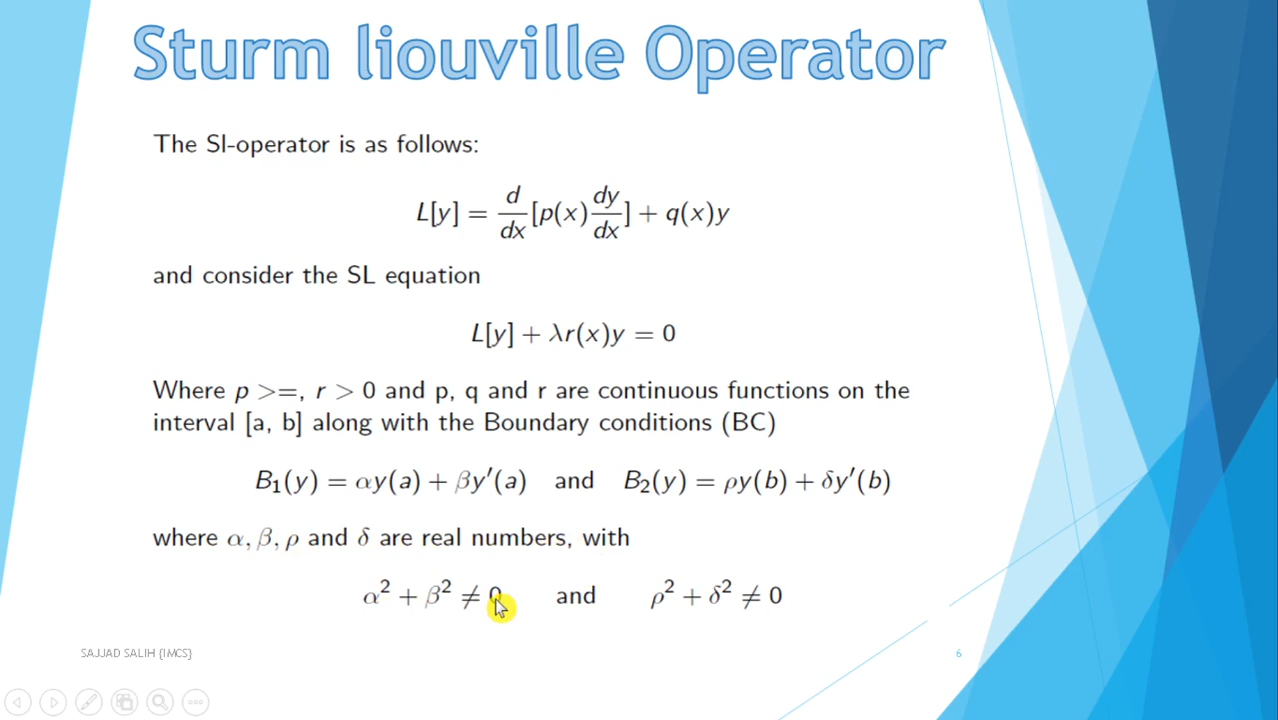 Sturm liouville Operator
The Sl-operator is as follows:
L[y] = d/dx [p(x) dy/dx] + q(x)y
and consider the SL equation
L[y] + λr(x)y = 0
Where p >=, r > 0 and p, q and r are continuous functions on the
interval [a, b] along with the Boundary conditions (BC)
B₁(y) = αy(a) + βy′(a) and B₂(y) = ρy(b) + δy′(b)
where α, β, ρ and δ are real numbers, with
α² + β² ≠ 0 and ρ² + δ² ≠ 0
SAJJAD SALIH {IMCS} 6